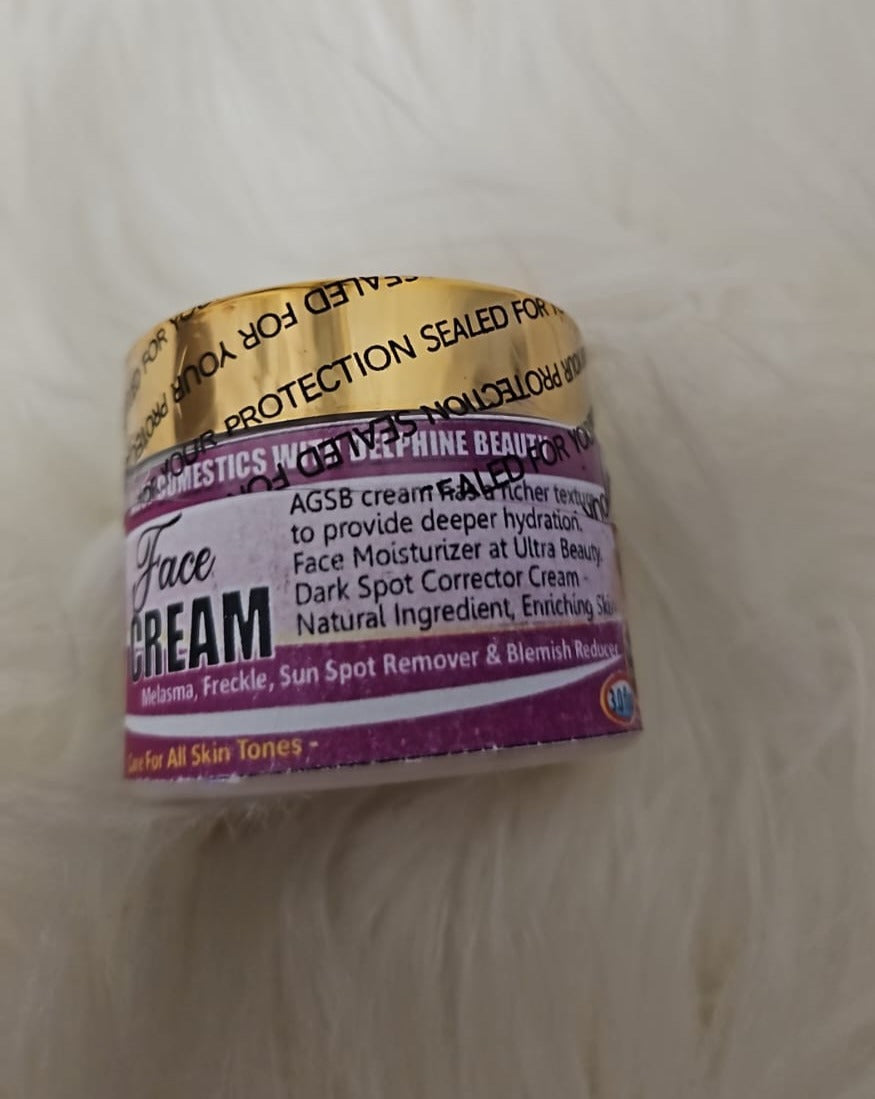 SEALED FOR YOUR
PROTECTION SEALED FOR
YOUR PROTECTION SEALED FOR YOUR
COMESTICS WITH DELPHINE BEAUTY
Face
CREAM
AGSB cream has a richer texture
to provide deeper hydration.
Face Moisturizer at Ultra Beauty
Dark Spot Corrector Cream -
Natural Ingredient, Enriching Skin
Melasma, Freckle, Sun Spot Remover & Blemish Reducer
Care For All Skin Tones -